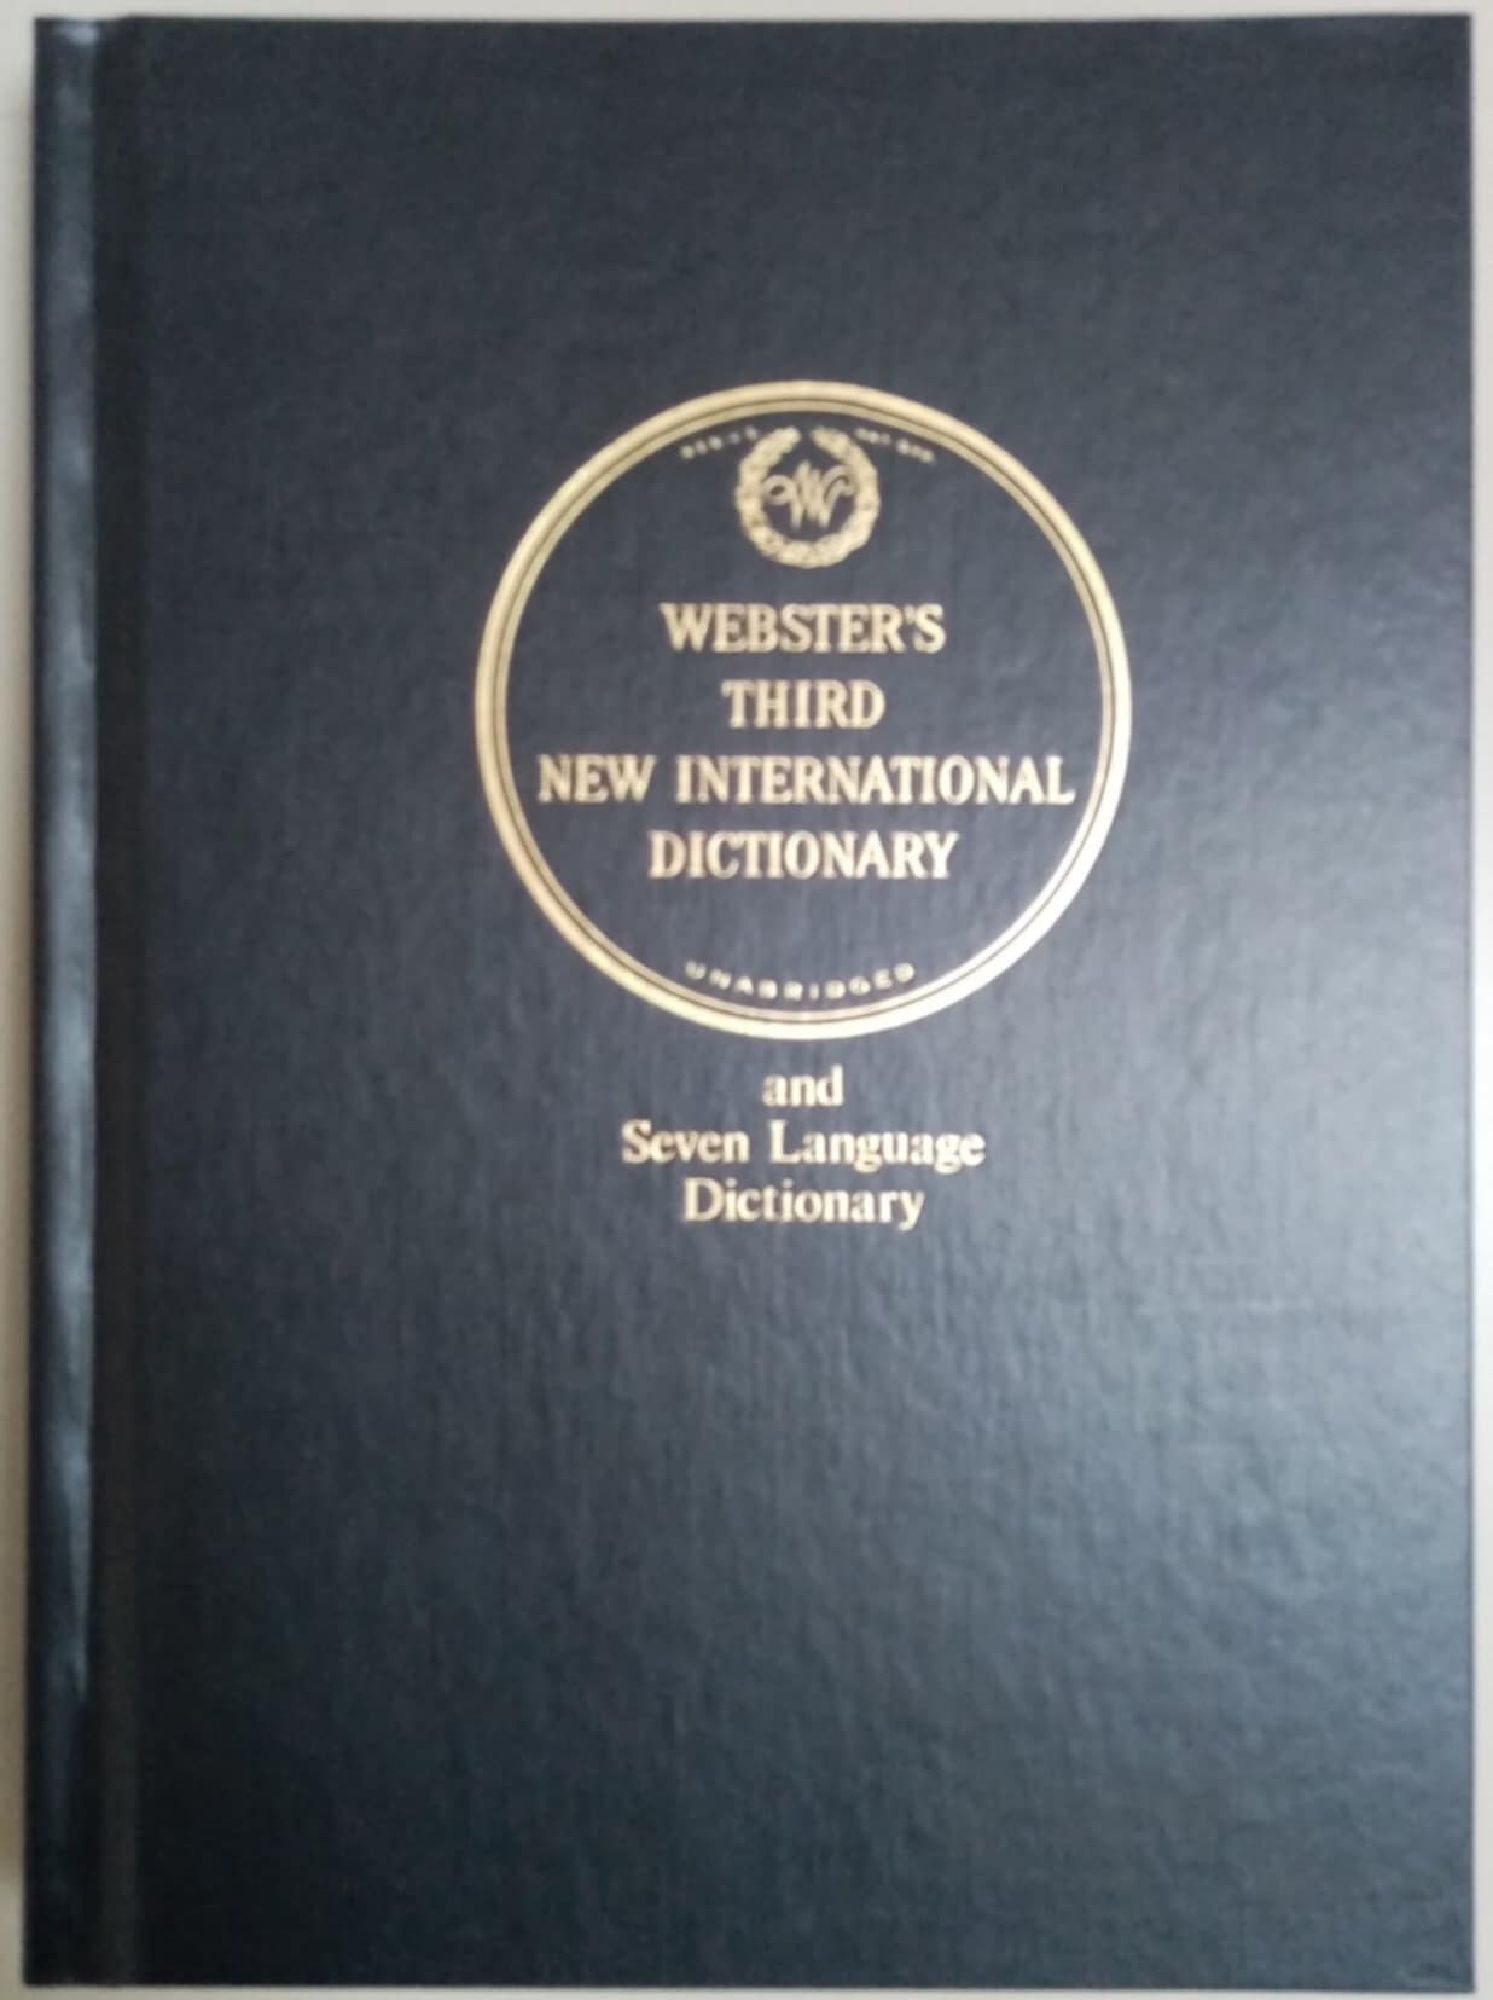 W
WEBSTER'S
THIRD
NEW INTERNATIONAL
DICTIONARY
UNABRIDGED
and
Seven Language
Dictionary